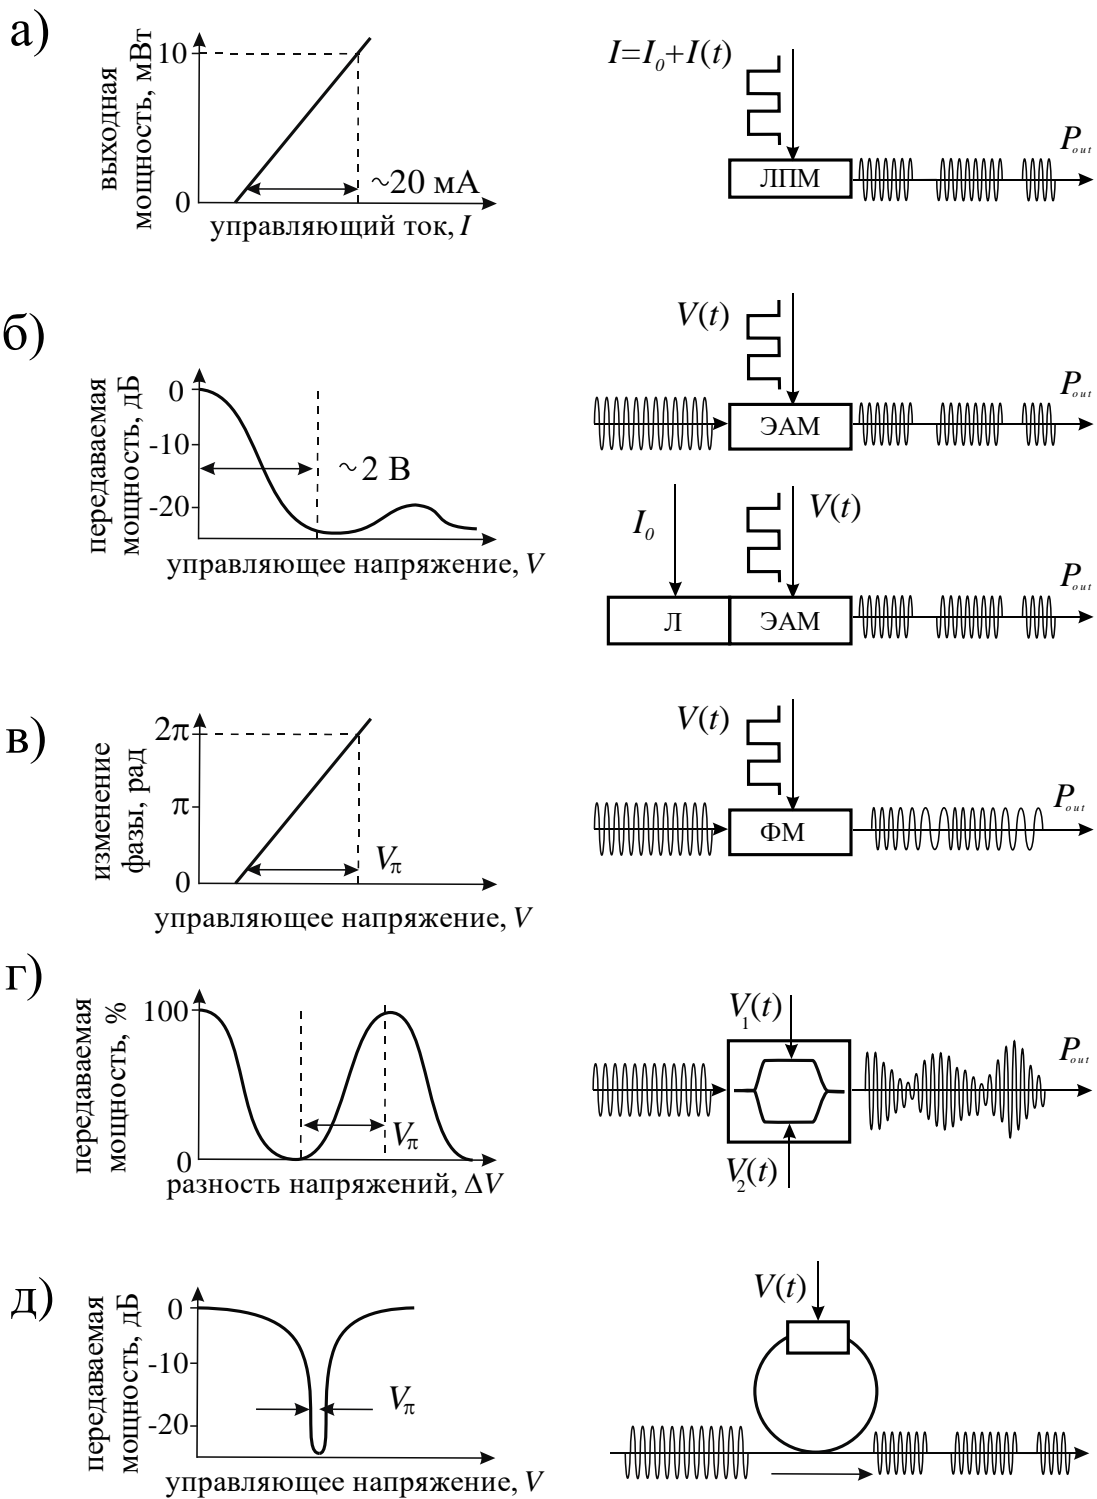 а)
выходная
мощность, мВт
10
0
~20 мА
управляющий ток, I
I=I0+I(t)
ЛПМ
Pout
б)
передаваемая
мощность, дБ
0
-10
-20
~2 В
управляющее напряжение, V
V(t)
ЭАМ
Pout
I0
V(t)
Л
ЭАМ
Pout
в)
изменение
фазы, рад
2π
π
0
Vπ
управляющее напряжение, V
V(t)
ФМ
Pout
г)
передаваемая
мощность, %
100
0
Vπ
разность напряжений, ΔV
V1(t)
V2(t)
Pout
д)
передаваемая
мощность, дБ
0
-10
-20
Vπ
управляющее напряжение, V
V(t)